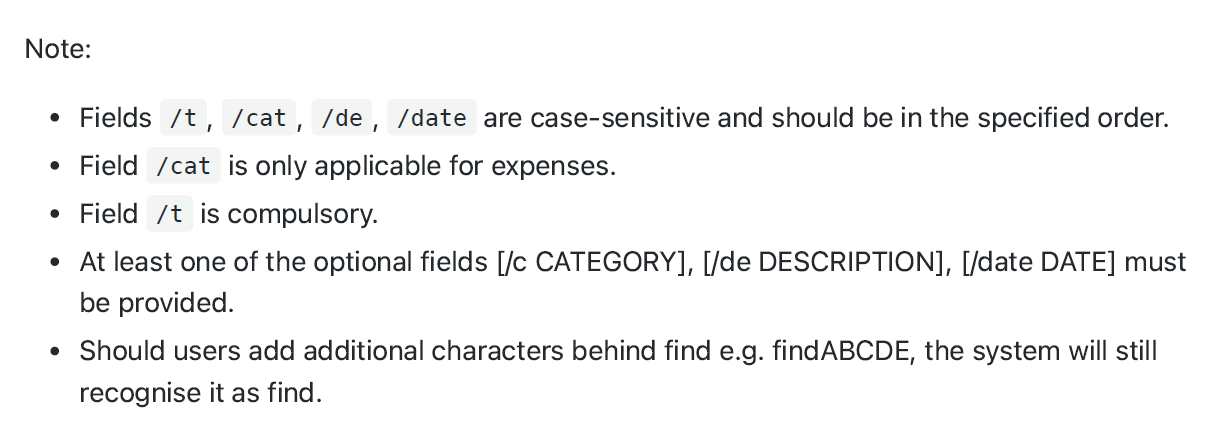 Note:
• Fields /t, /cat, /de, /date are case-sensitive and should be in the specified order.
• Field /cat is only applicable for expenses.
• Field /t is compulsory.
• At least one of the optional fields [/c CATEGORY], [/de DESCRIPTION], [/date DATE] must
be provided.
• Should users add additional characters behind find e.g. findABCDE, the system will still
recognise it as find.